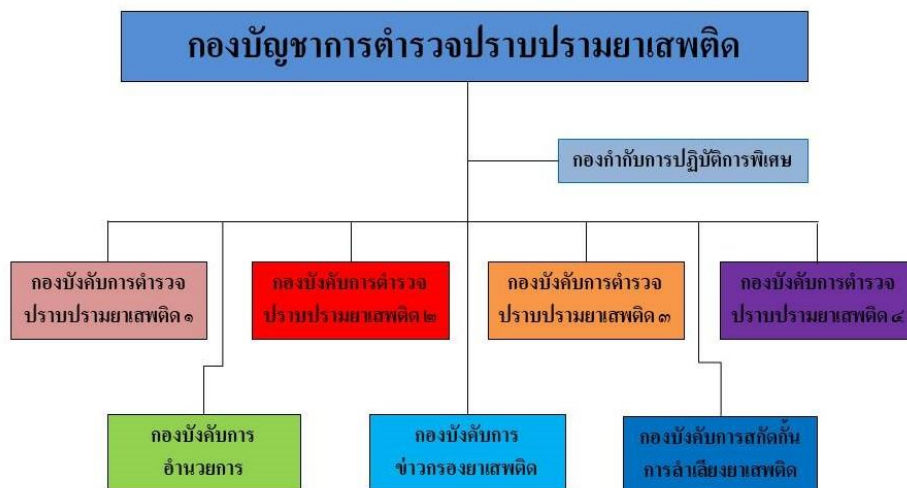 กองบัญชาการตำรวจปราบปรามยาเสพติด
กองกำกับการปฏิบัติการพิเศษ
กองบังคับการตำรวจ
ปราบปรามยาเสพติด ๑
กองบังคับการตำรวจ
ปราบปรามยาเสพติด ๒
กองบังคับการตำรวจ
ปราบปรามยาเสพติด ๓
กองบังคับการตำรวจ
ปราบปรามยาเสพติด ๔
กองบังคับการ
อำนวยการ
กองบังคับการ
ข่าวกรองยาเสพติด
กองบังคับการสกัดกั้น
การลำเลียงยาเสพติด